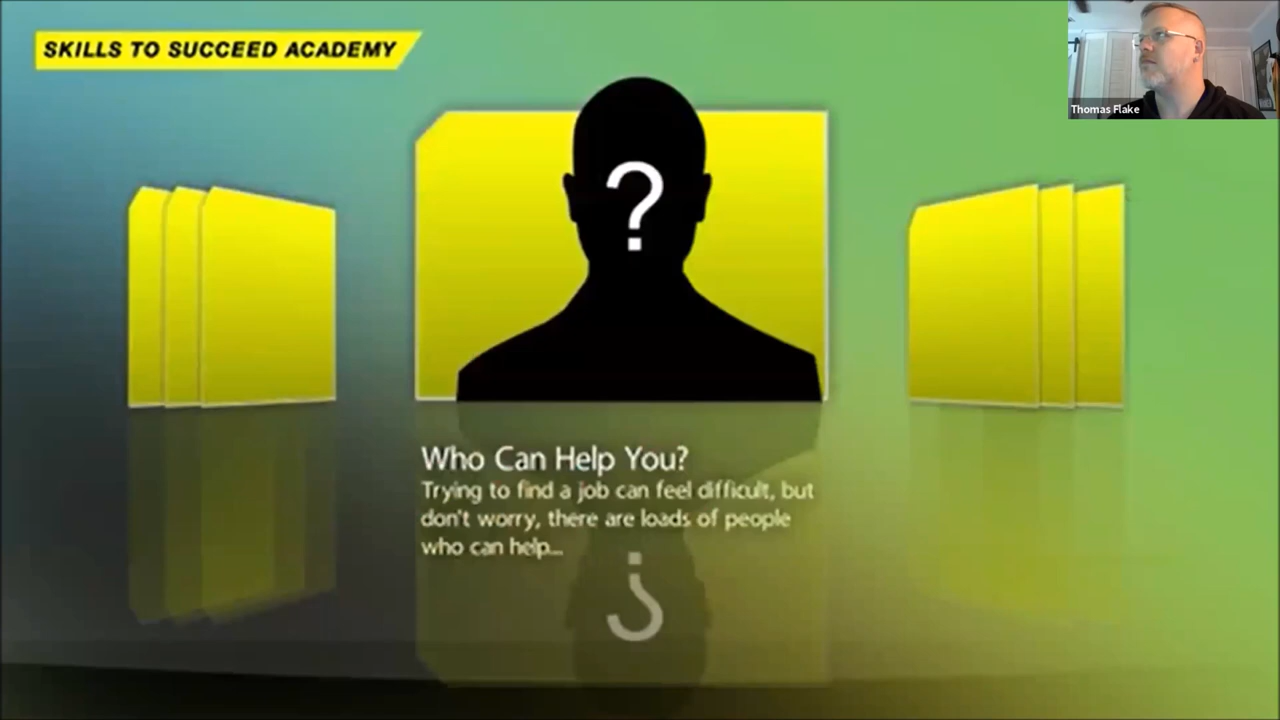 SKILLS TO SUCCEED ACADEMY
Thomas Flake
?
Who Can Help You?
Trying to find a job can feel difficult, but
don't worry, there are loads of people
who can help...